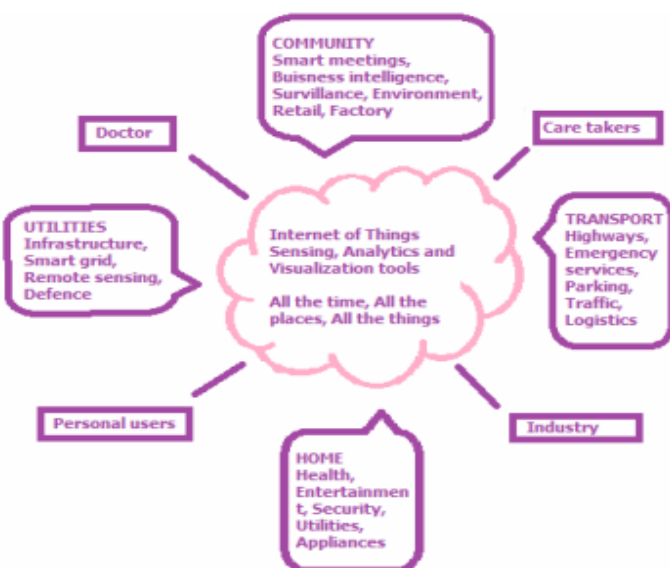 COMMUNITY
Smart meetings,
Buisness intelligence,
Survillance, Environment,
Retail, Factory
Doctor
Care takers
UTILITIES
Infrastructure,
Smart grid,
Remote sensing,
Defence
Internet of Things
Sensing, Analytics and
Visualization tools
All the time, All the
places, All the things
TRANSPORT
Highways,
Emergency
services,
Parking,
Traffic,
Logistics
Personal users
Industry
HOME
Health,
Entertainmen
t, Security,
Utilities,
Appliances